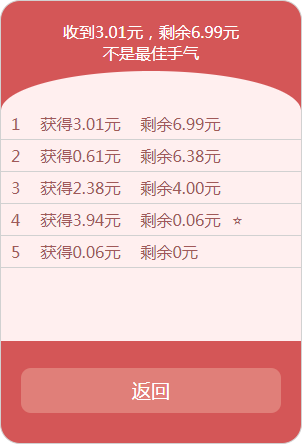 收到3.01元，剩余6.99元
不是最佳手气
1 获得3.01元 剩余6.99元
2 获得0.61元 剩余6.38元
3 获得2.38元 剩余4.00元
4 获得3.94元 剩余0.06元 ☆
5 获得0.06元 剩余0元
返回